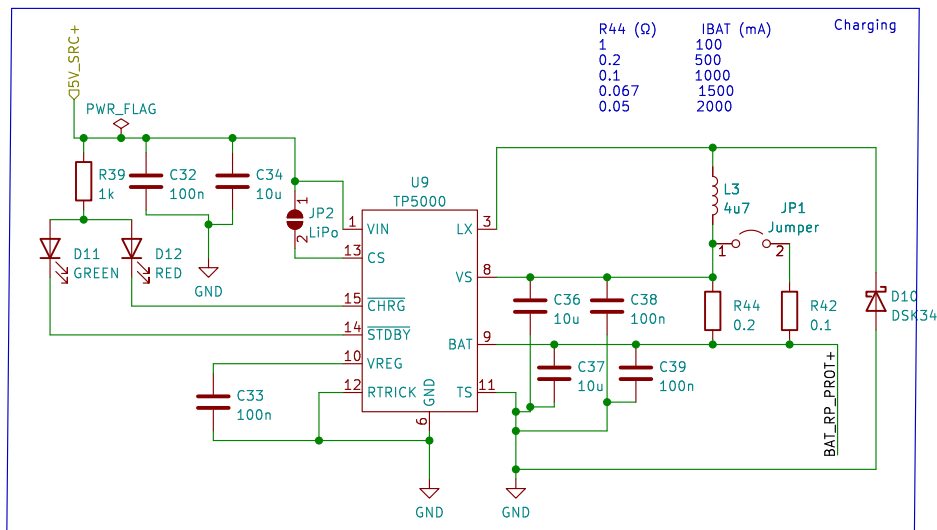 Charging
R44 (Ω) IBAT (mA)
1 100
0.2 500
0.1 1000
0.067 1500
0.05 2000
5V_SRC+
PWR_FLAG
R39
1k
C32
100n
C34
10u
1
JP2
LiPo
2
U9
TP5000
1 VIN
13 CS
15 CHRG
14 STDBY
10 VREG
12 RTRICK
GND
6
LX 3
VS 8
BAT 9
TS 11
D11
GREEN
D12
RED
GND
C33
100n
GND
GND
L3
4u7
JP1
Jumper
1 2
C36
10u
C38
100n
R44
0.2
R42
0.1
D10
DSK34
C37
10u
C39
100n
BAT_RP_PROT+